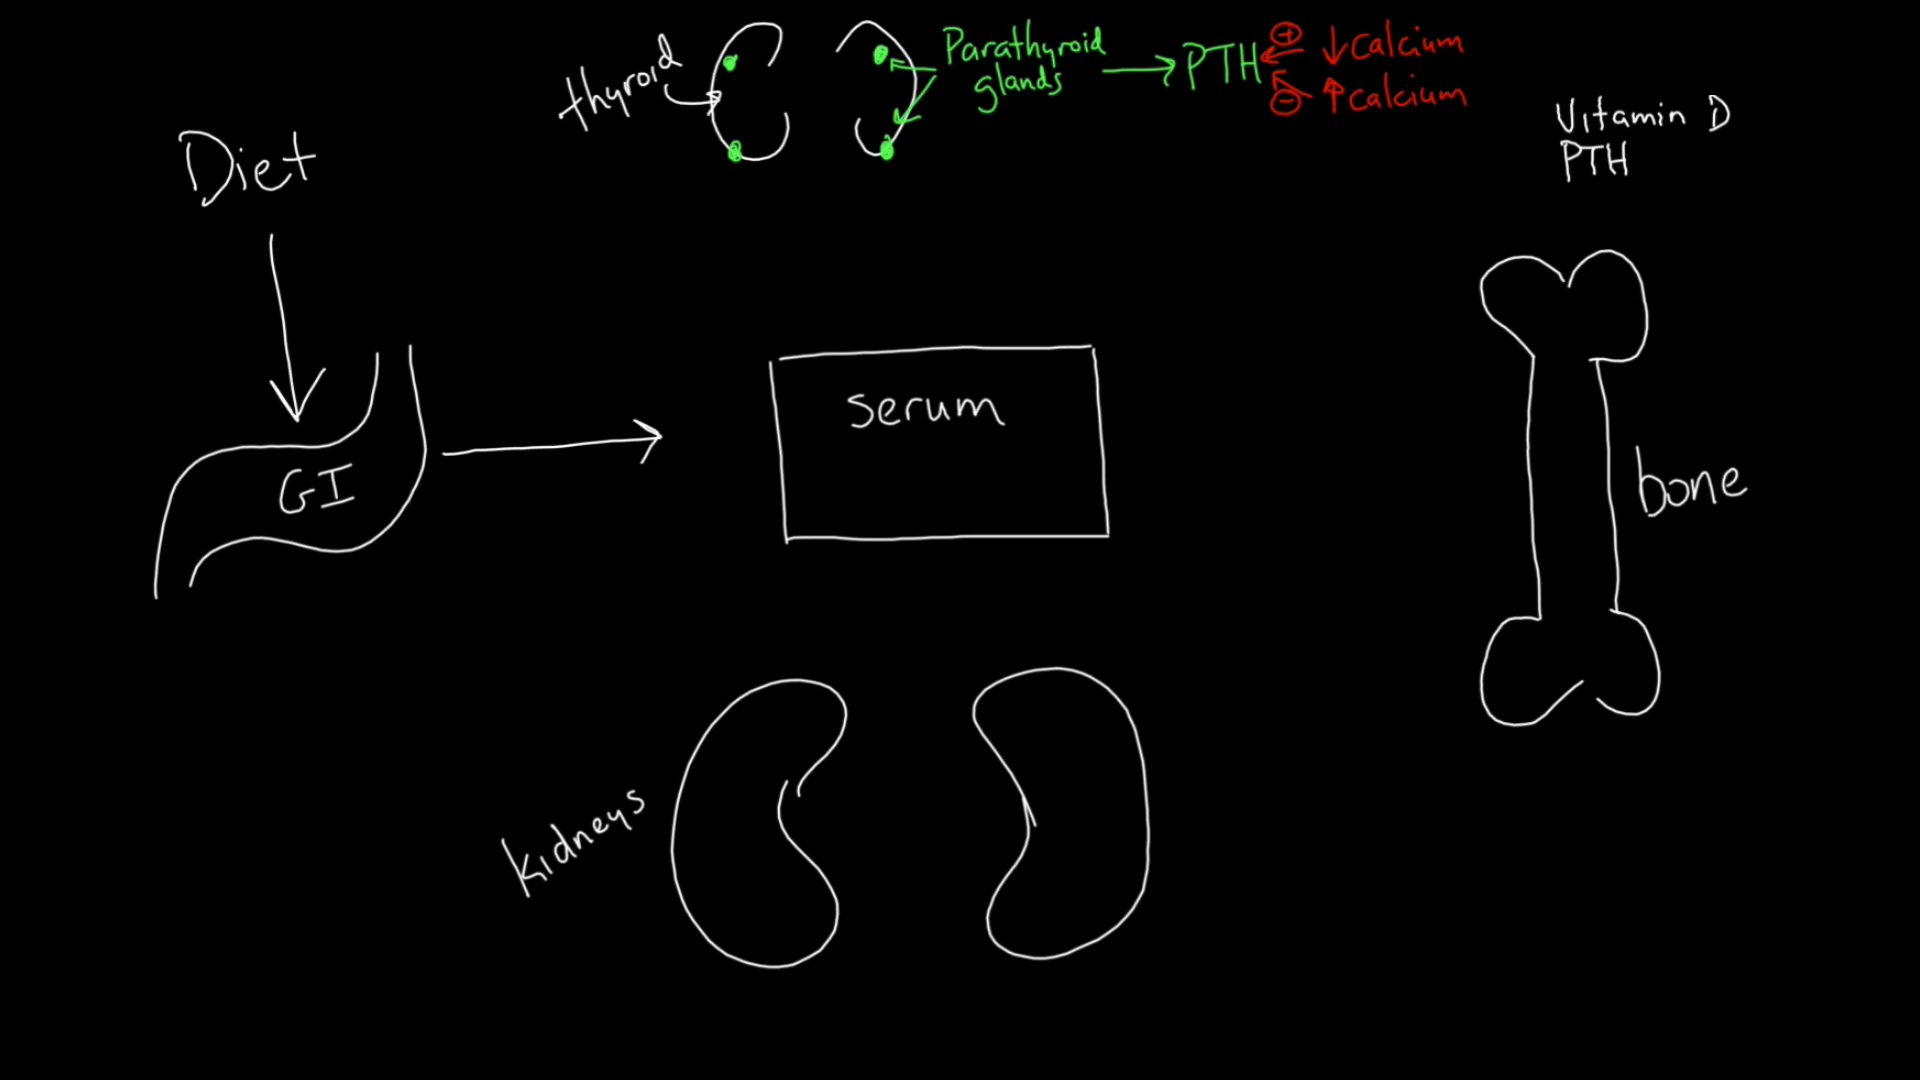 thyroid
Parathyroid
glands
→ PTH
⊕ ↓ Calcium
⊖ ↑ Calcium
Vitamin D
PTH
Diet
GI
serum
bone
kidneys